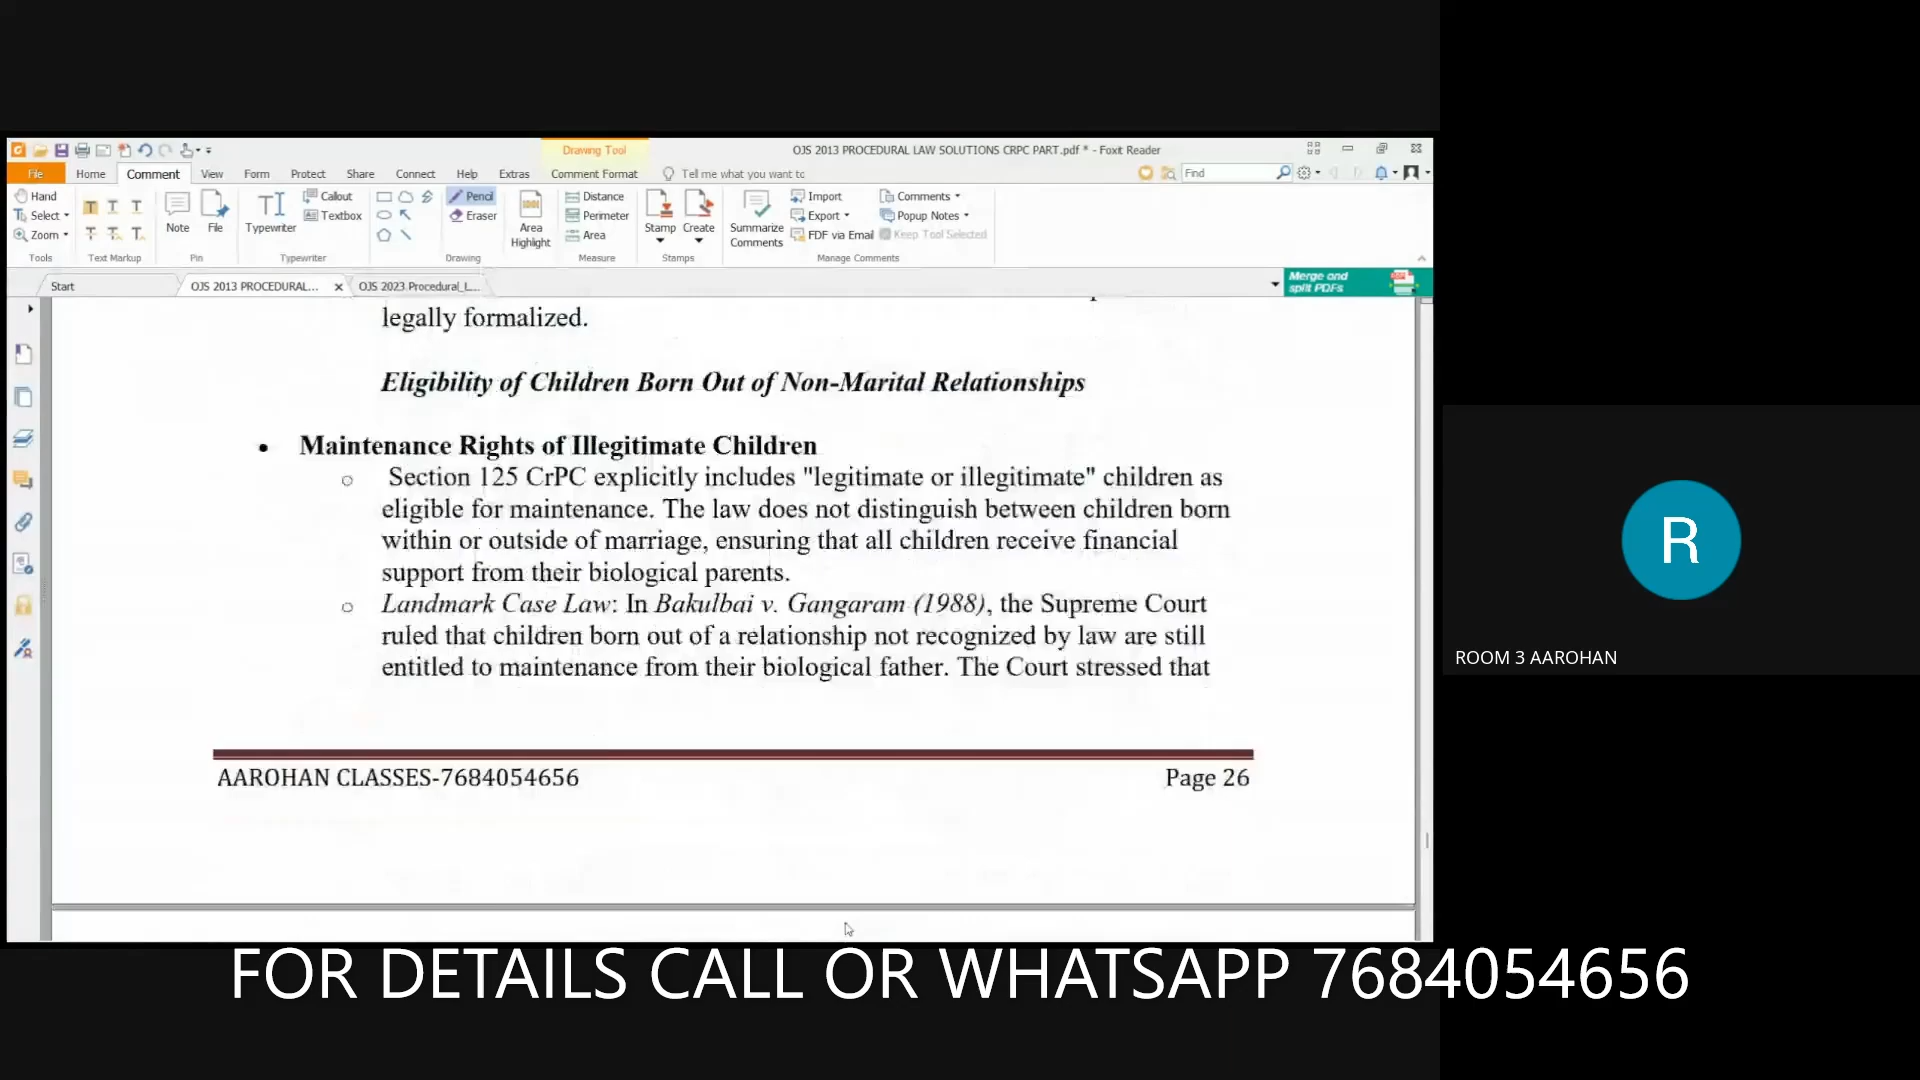 Drawing Tool
OJS 2013 PROCEDURAL LAW SOLUTIONS CRPC PART.pdf * - Foxit Reader
File Home Comment View Form Protect Share Connect Help Extras Comment Format Tell me what you want to Find
Hand
Select
Zoom
Tools
Text Markup
Note
File
Pin
Typewriter
Callout
Textbox
Typewriter
Pencil
Eraser
Drawing
Area
Highlight
Distance
Perimeter
Area
Measure
Stamp
Create
Stamps
Summarize
Comments
Import
Export
FDF via Email
Comments
Popup Notes
Keep Tool Selected
Manage Comments
Start
OJS 2013 PROCEDURAL...
OJS 2023 Procedural_L...
Merge and
split PDFs
legally formalized.
Eligibility of Children Born Out of Non-Marital Relationships
• Maintenance Rights of Illegitimate Children
o Section 125 CrPC explicitly includes "legitimate or illegitimate" children as
eligible for maintenance. The law does not distinguish between children born
within or outside of marriage, ensuring that all children receive financial
support from their biological parents.
o Landmark Case Law: In Bakulbai v. Gangaram (1988), the Supreme Court
ruled that children born out of a relationship not recognized by law are still
entitled to maintenance from their biological father. The Court stressed that
AAROHAN CLASSES-7684054656 Page 26
R
ROOM 3 AAROHAN
FOR DETAILS CALL OR WHATSAPP 7684054656